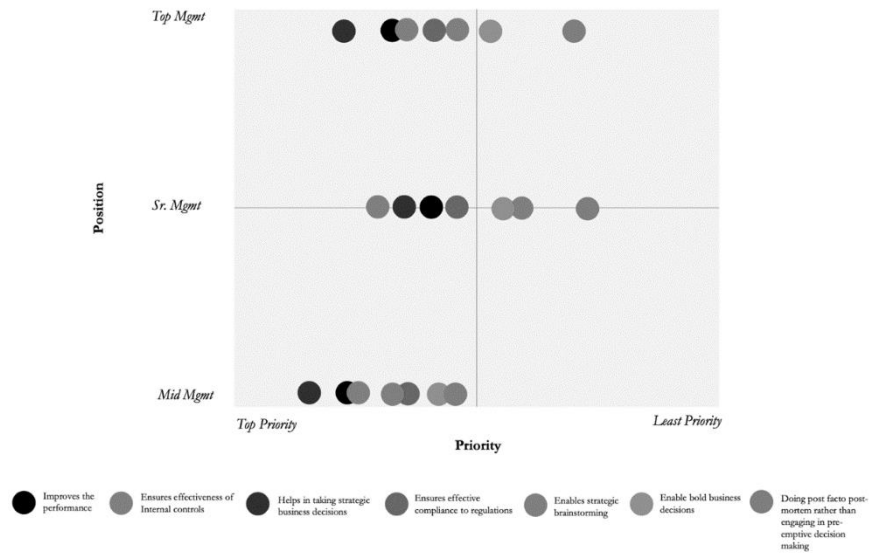 Top Mgmt
Position
Sr. Mgmt
Mid Mgmt
Top Priority
Least Priority
Priority
Improves the
performance
Ensures effectiveness of
Internal controls
Helps in taking strategic
business decisions
Ensures effective
compliance to regulations
Enables strategic
brainstorming
Enable bold business
decisions
Doing post facto post-
mortem rather than
engaging in pre-
emptive decision
making